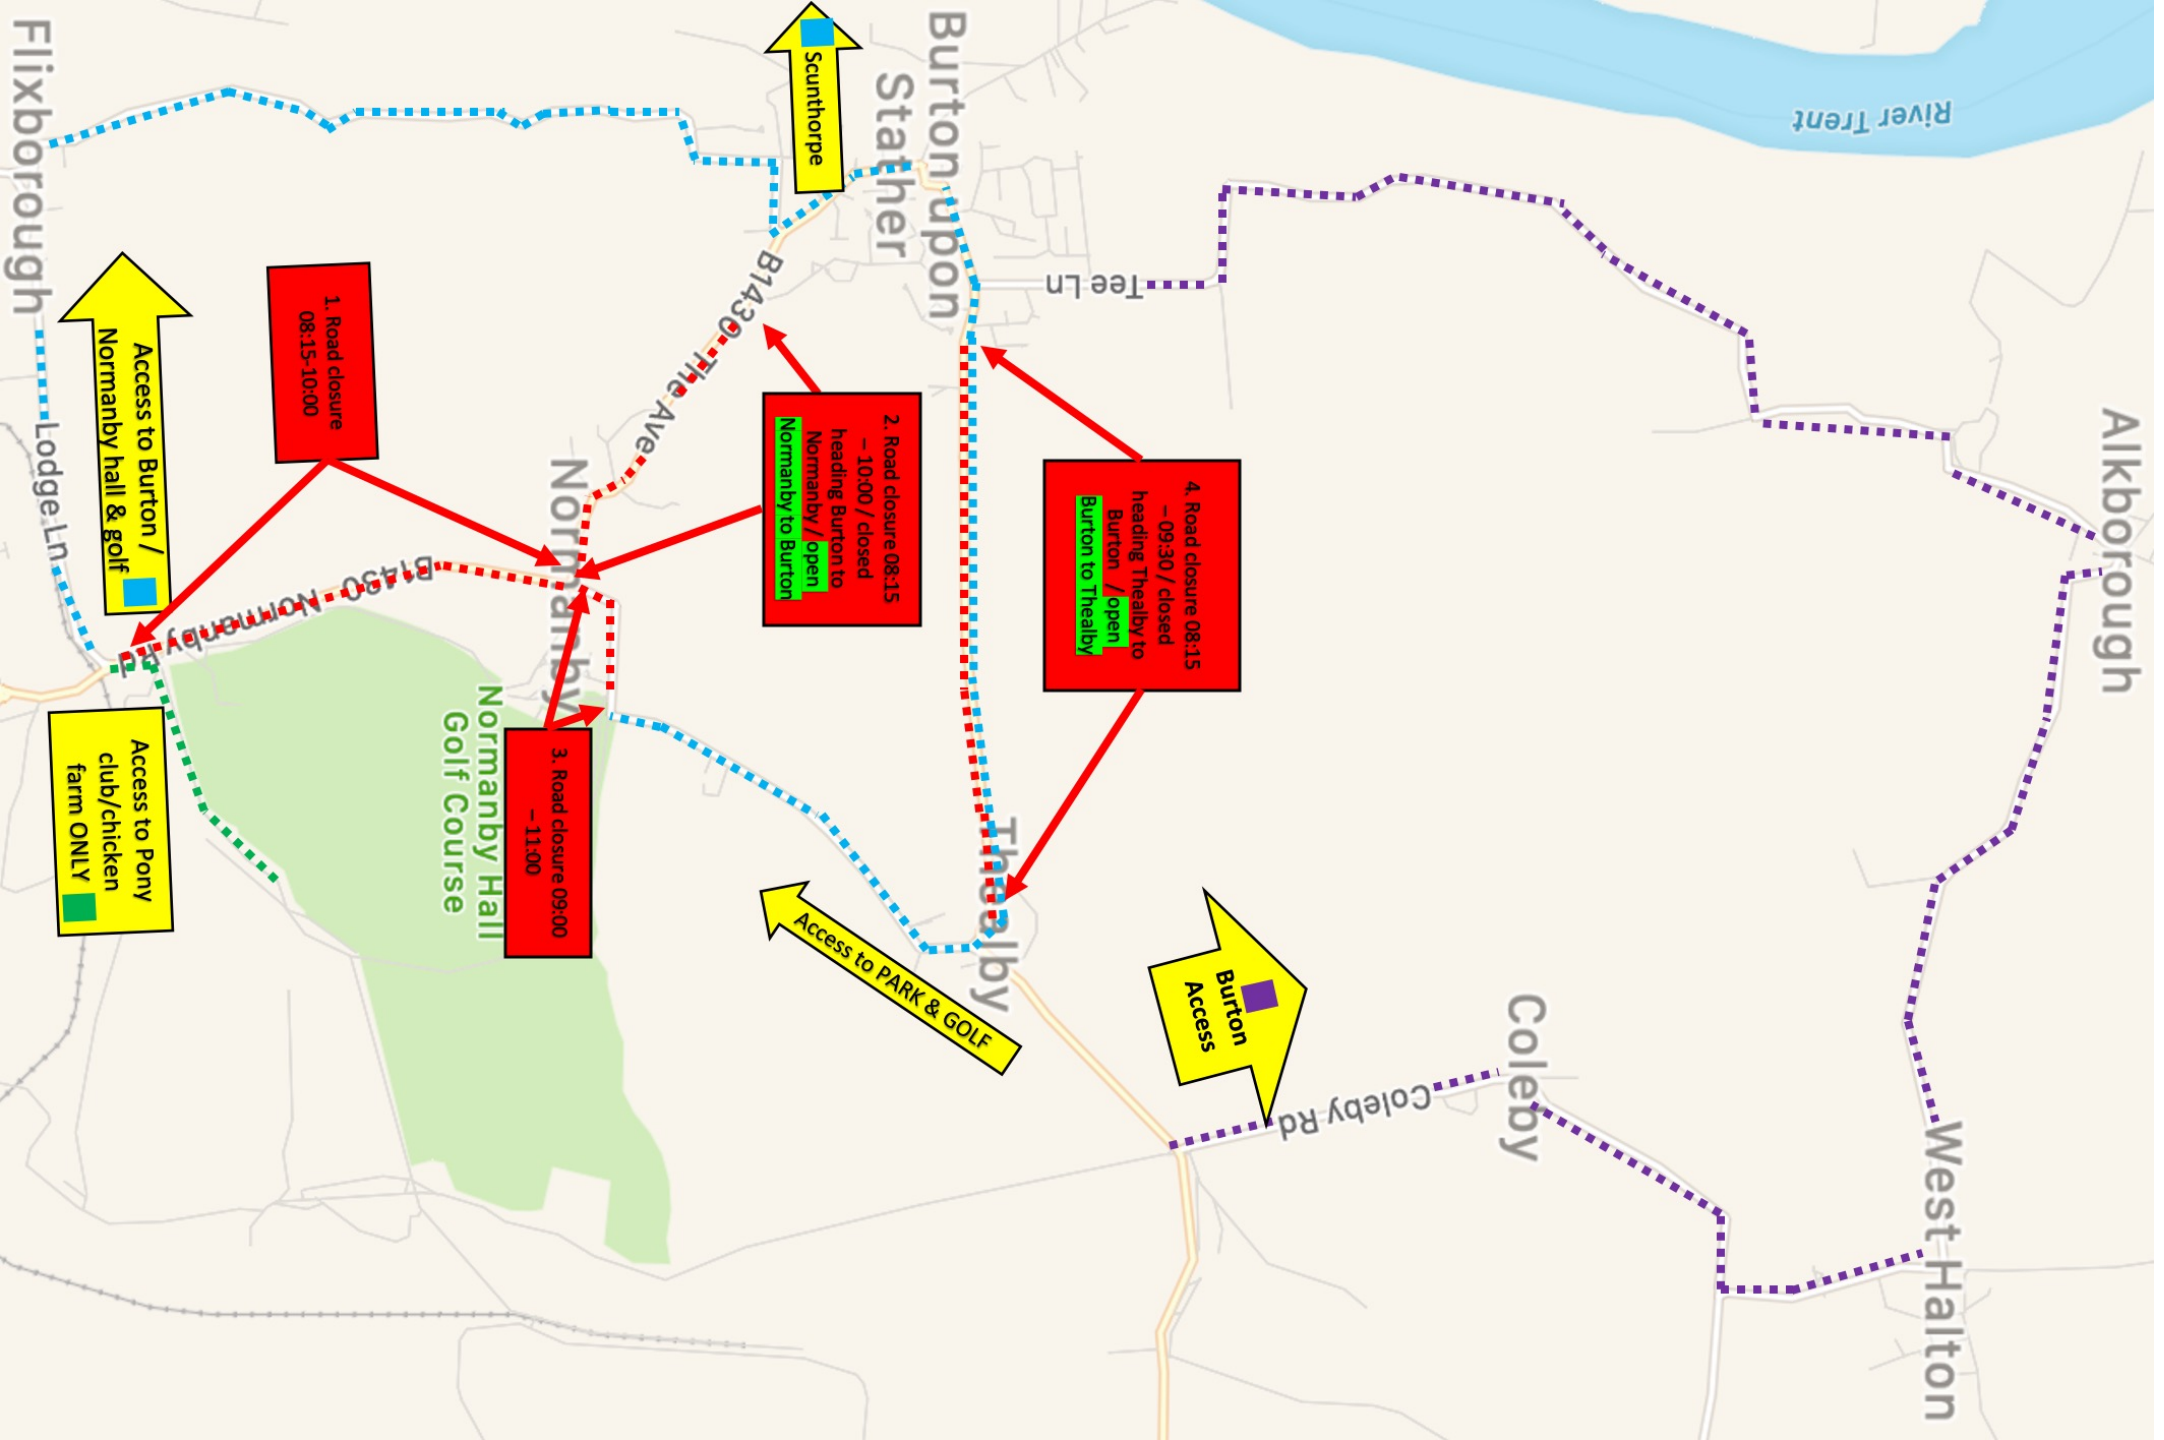 Alkborough
West Halton
River Trent
Coleby
Coleby Rd
Burton
Access
4. Road closure 08:15
– 09:30 / closed
heading Thealby to
Burton / open
Burton to Thealby
Tee Ln
Burton upon
Stather
Thealby
Access to PARK & GOLF
2. Road closure 08:15
– 10:00 / closed
heading Burton to
Normanby / open
Normanby to Burton
Scunthorpe
B1430 The Ave
Normanby
3. Road closure 09:00
– 11:00
Normanby Hall
Golf Course
B1430 Normanby Rd
1. Road closure
08:15-10:00
Access to Burton /
Normanby hall & golf
Access to Pony
club/chicken
farm ONLY
Lodge Ln
Flixborough